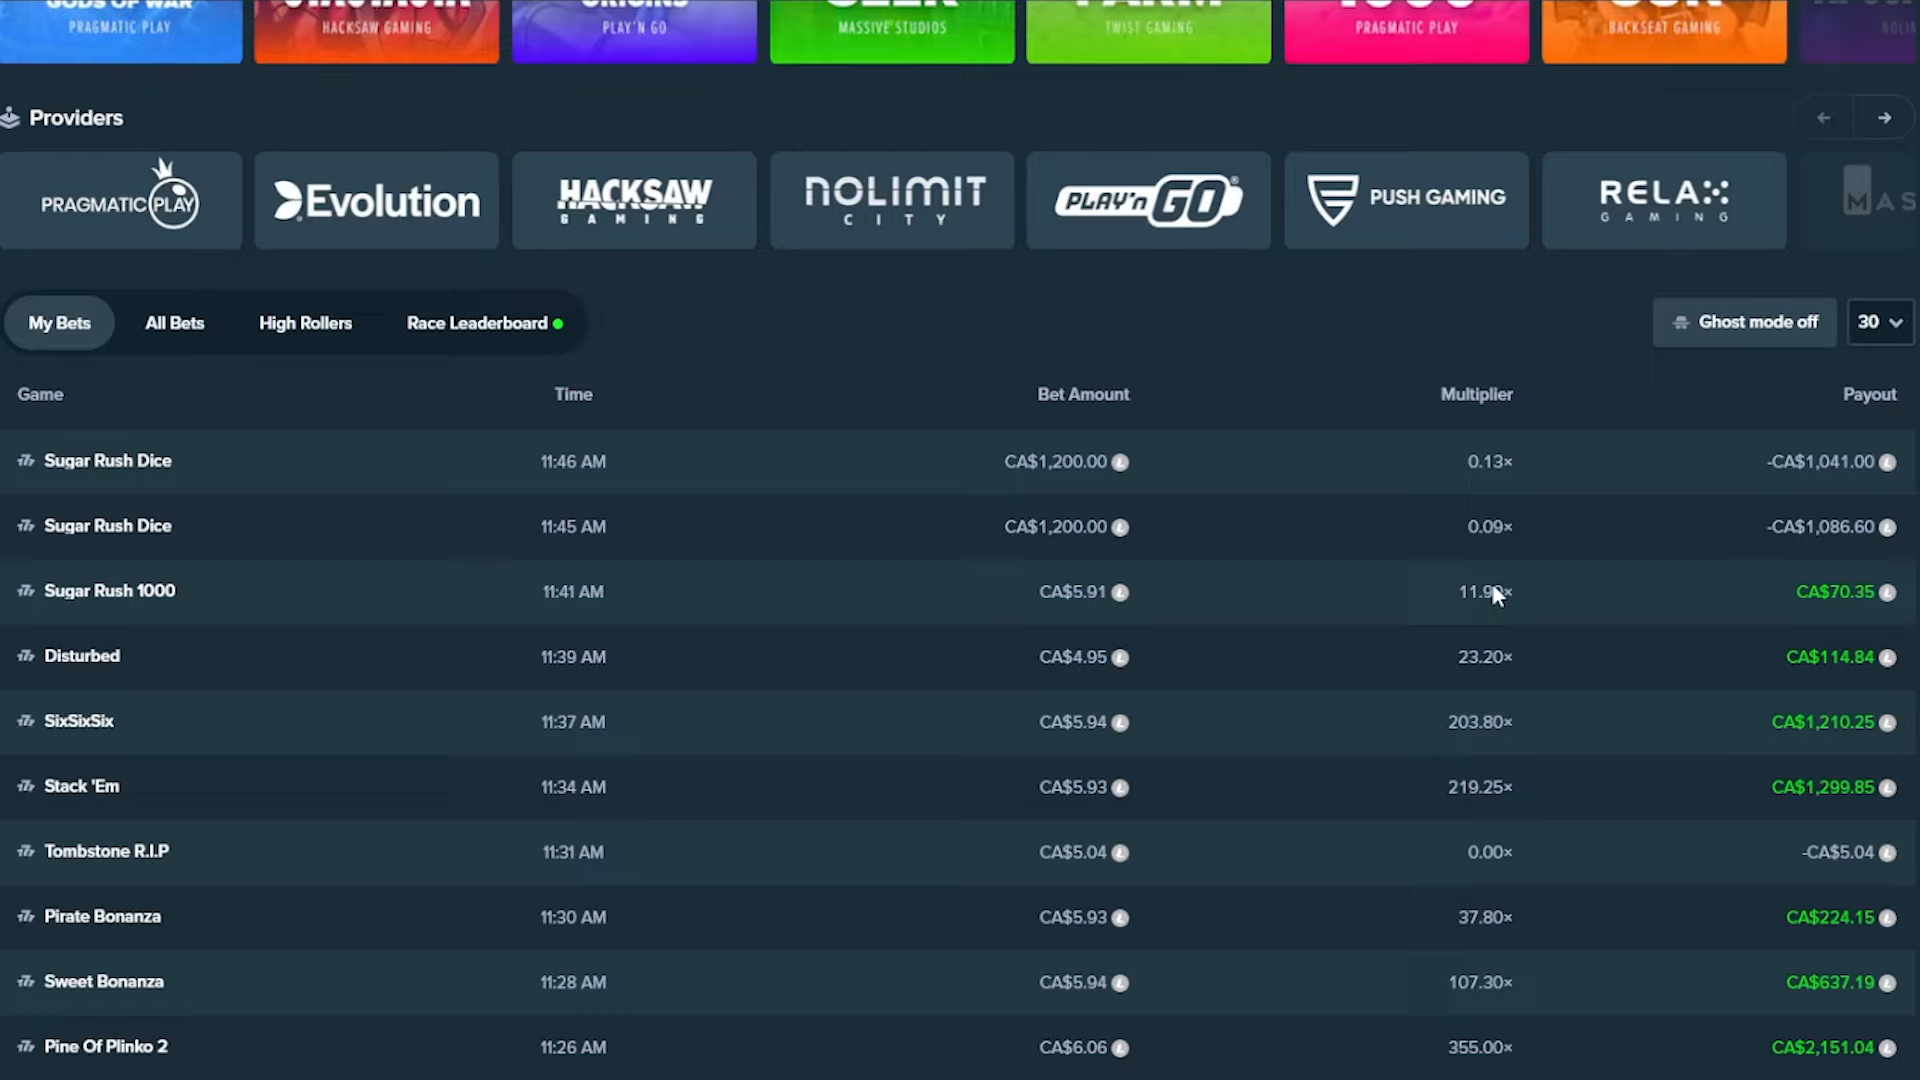 GODS OF WAR
PRAGMATIC PLAY
HACKSAW GAMING
ORIGINS
PLAY'N GO
MASSIVE STUDIOS
FARM
TWIST GAMING
1000
PRAGMATIC PLAY
BACKSEAT GAMING
Providers
PRAGMATIC PLAY
Evolution
HACKSAW
GAMING
NOLIMIT
CITY
PLAY'n GO
PUSH GAMING
RELAX
GAMING
My Bets All Bets High Rollers Race Leaderboard Ghost mode off 30
Game Time Bet Amount Multiplier Payout
Sugar Rush Dice 11:46 AM CA$1,200.00 0.13× -CA$1,041.00
Sugar Rush Dice 11:45 AM CA$1,200.00 0.09× -CA$1,086.60
Sugar Rush 1000 11:41 AM CA$5.91 CA$70.35
Disturbed 11:39 AM CA$4.95 23.20× CA$114.84
SixSixSix 11:37 AM CA$5.94 203.80× CA$1,210.25
Stack 'Em 11:34 AM CA$5.93 219.25× CA$1,299.85
Tombstone R.I.P 11:31 AM CA$5.04 0.00× -CA$5.04
Pirate Bonanza 11:30 AM CA$5.93 37.80× CA$224.15
Sweet Bonanza 11:28 AM CA$5.94 107.30× CA$637.19
Pine Of Plinko 2 11:26 AM CA$6.06 355.00× CA$2,151.04